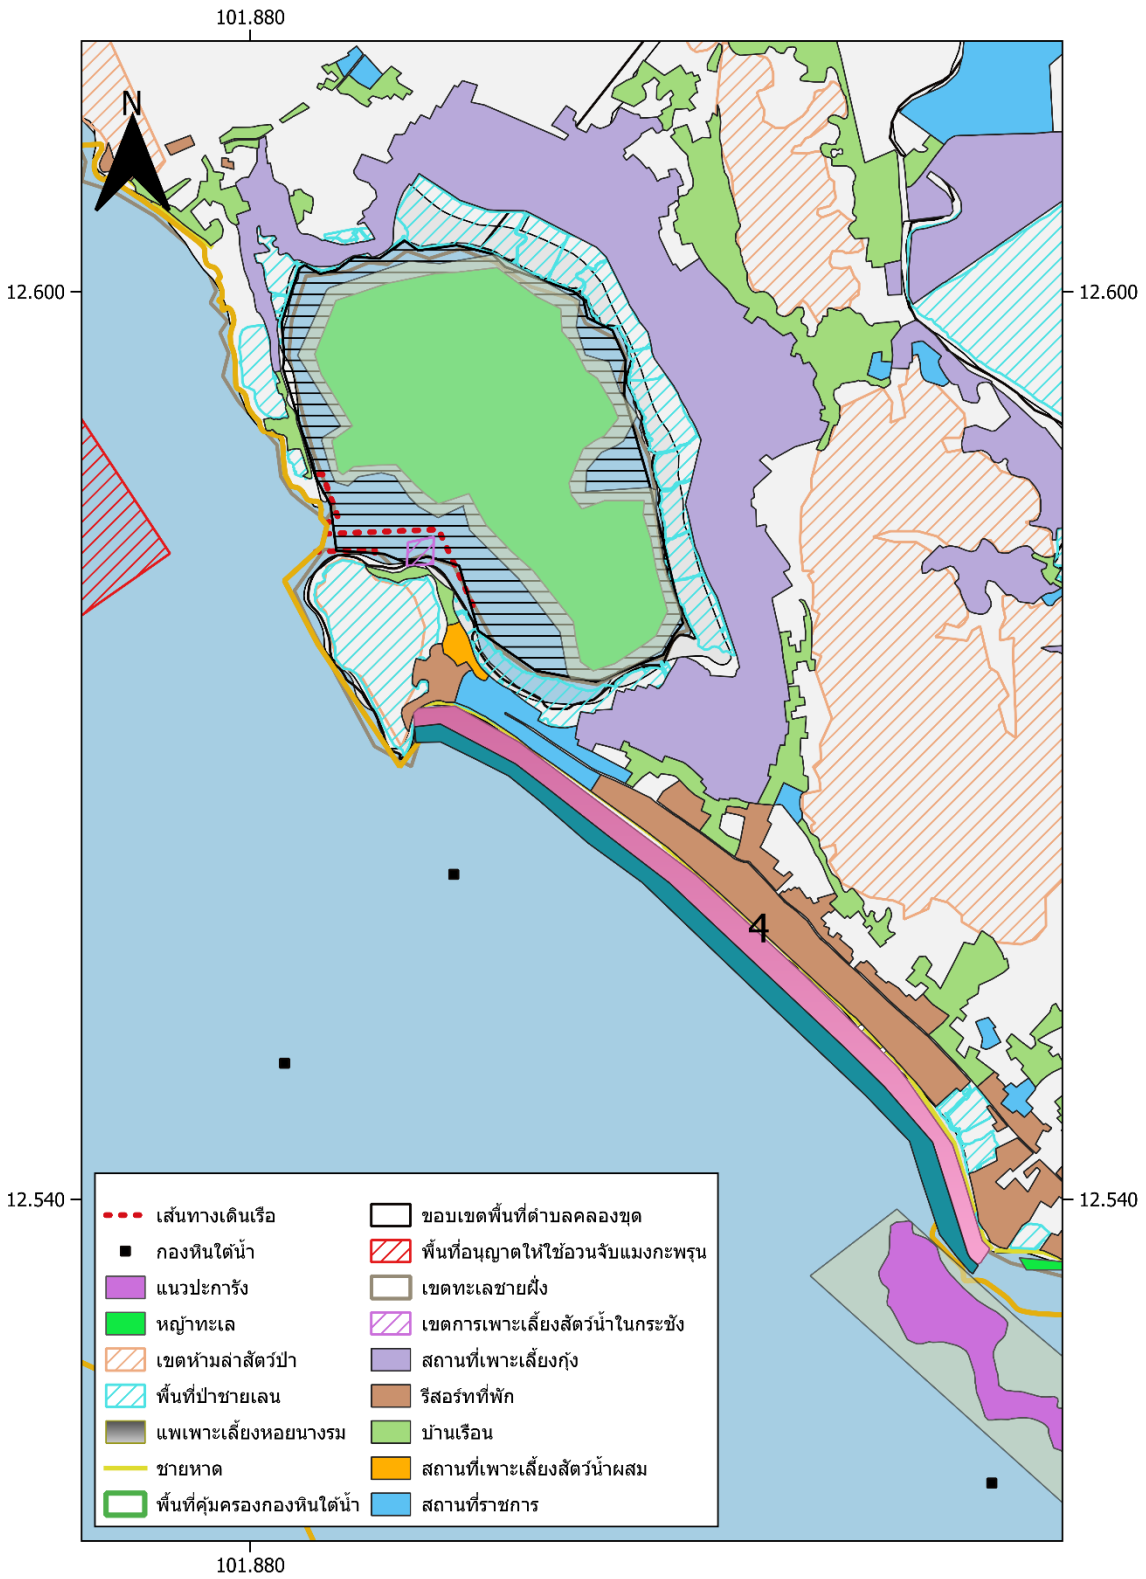 101.880
N
12.600
12.600
4
12.540
12.540
เส้นทางเดินเรือ
กองหินใต้น้ำ
แนวปะการัง
หญ้าทะเล
เขตห้ามล่าสัตว์ป่า
พื้นที่ป่าชายเลน
แพเพาะเลี้ยงหอยนางรม
ชายหาด
พื้นที่คุ้มครองกองหินใต้น้ำ
ขอบเขตพื้นที่ตำบลคลองขุด
พื้นที่อนุญาตให้ใช้อวนจับแมงกะพรุน
เขตทะเลชายฝั่ง
เขตการเพาะเลี้ยงสัตว์น้ำในกระชัง
สถานที่เพาะเลี้ยงกุ้ง
รีสอร์ทที่พัก
บ้านเรือน
สถานที่เพาะเลี้ยงสัตว์น้ำผสม
สถานที่ราชการ
101.880